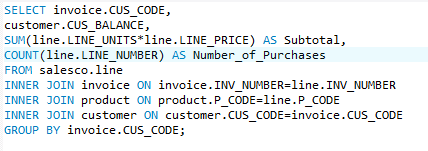 SELECT invoice.CUS_CODE,
customer.CUS_BALANCE,
SUM(line.LINE_UNITS*line.LINE_PRICE) AS Subtotal,
COUNT(line.LINE_NUMBER) AS Number_of_Purchases
FROM salesco.line
INNER JOIN invoice ON invoice.INV_NUMBER=line.INV_NUMBER
INNER JOIN product ON product.P_CODE=line.P_CODE
INNER JOIN customer ON customer.CUS_CODE=invoice.CUS_CODE
GROUP BY invoice.CUS_CODE;